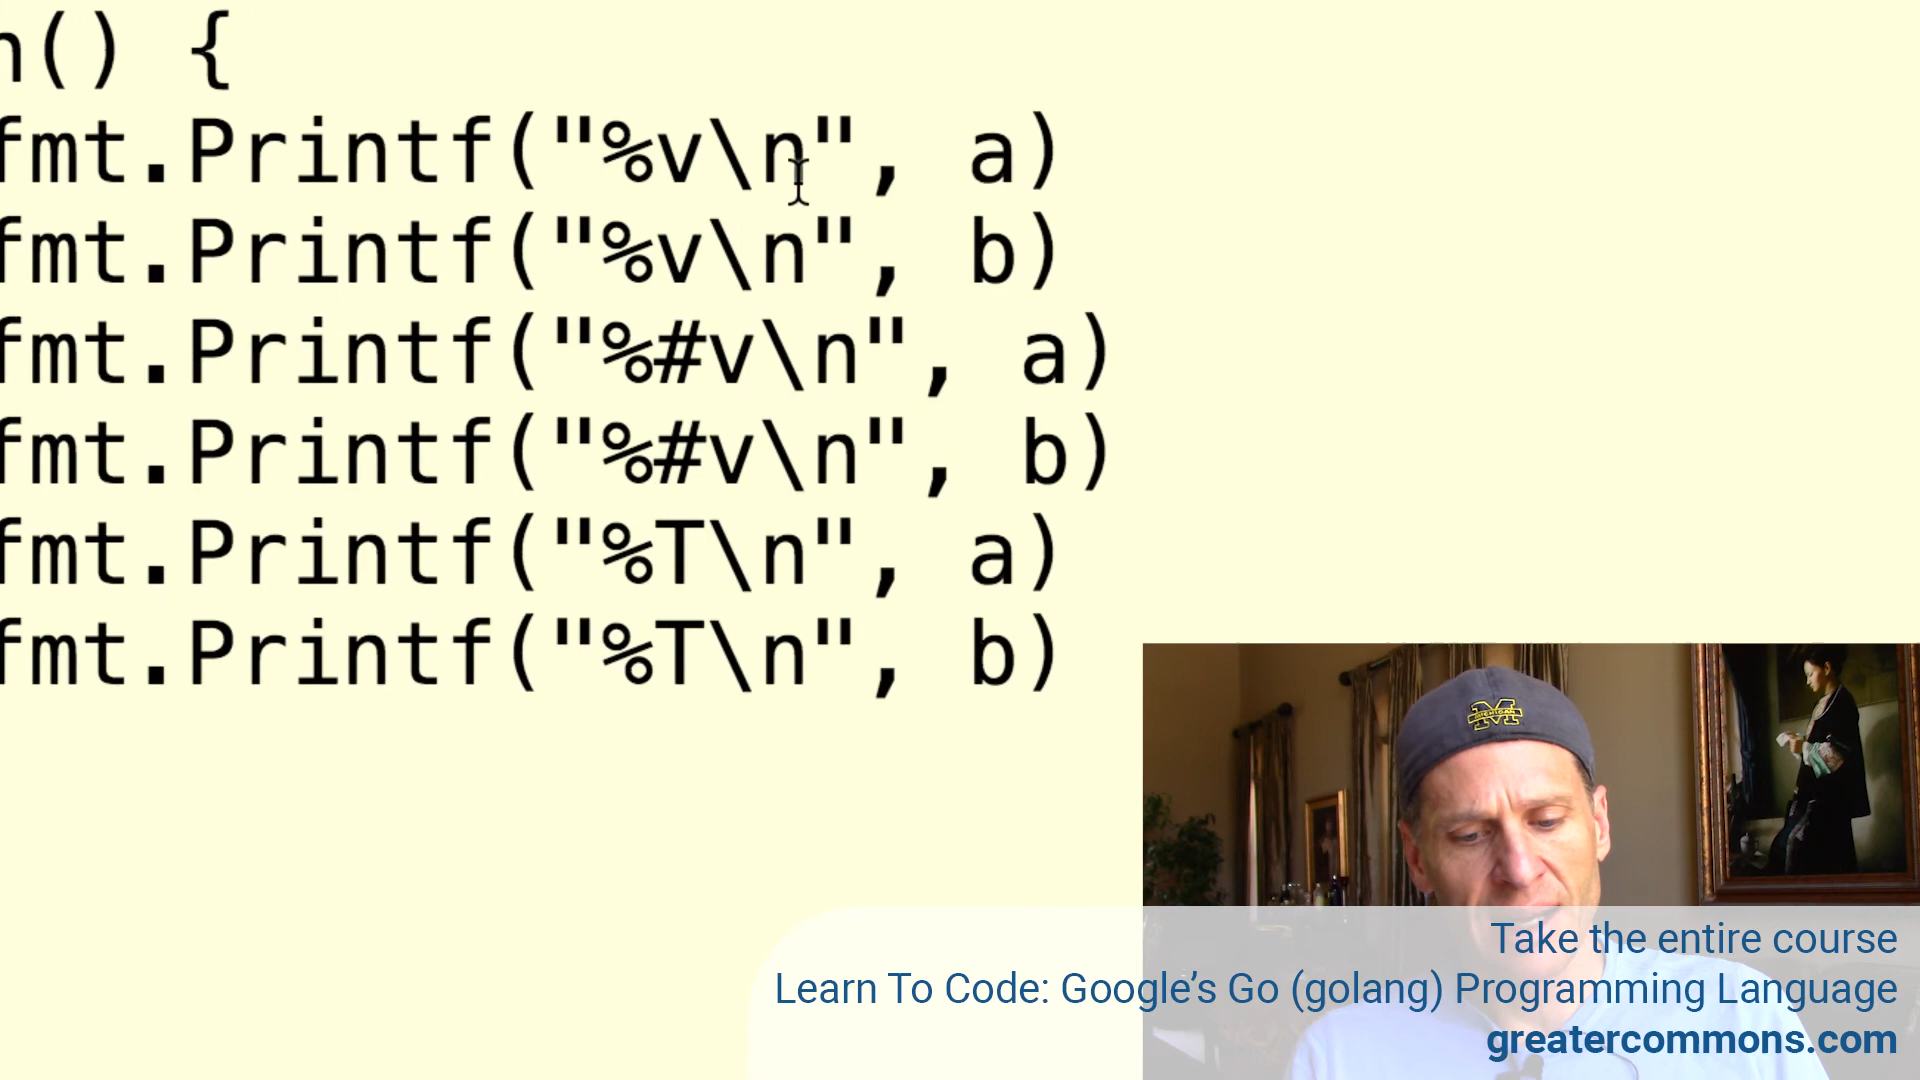 n() {
fmt.Printf("%v\n", a)
fmt.Printf("%v\n", b)
fmt.Printf("%#v\n", a)
fmt.Printf("%#v\n", b)
fmt.Printf("%T\n", a)
fmt.Printf("%T\n", b)
M
MICHIGAN
Take the entire course
Learn To Code: Google’s Go (golang) Programming Language
greatercommons.com